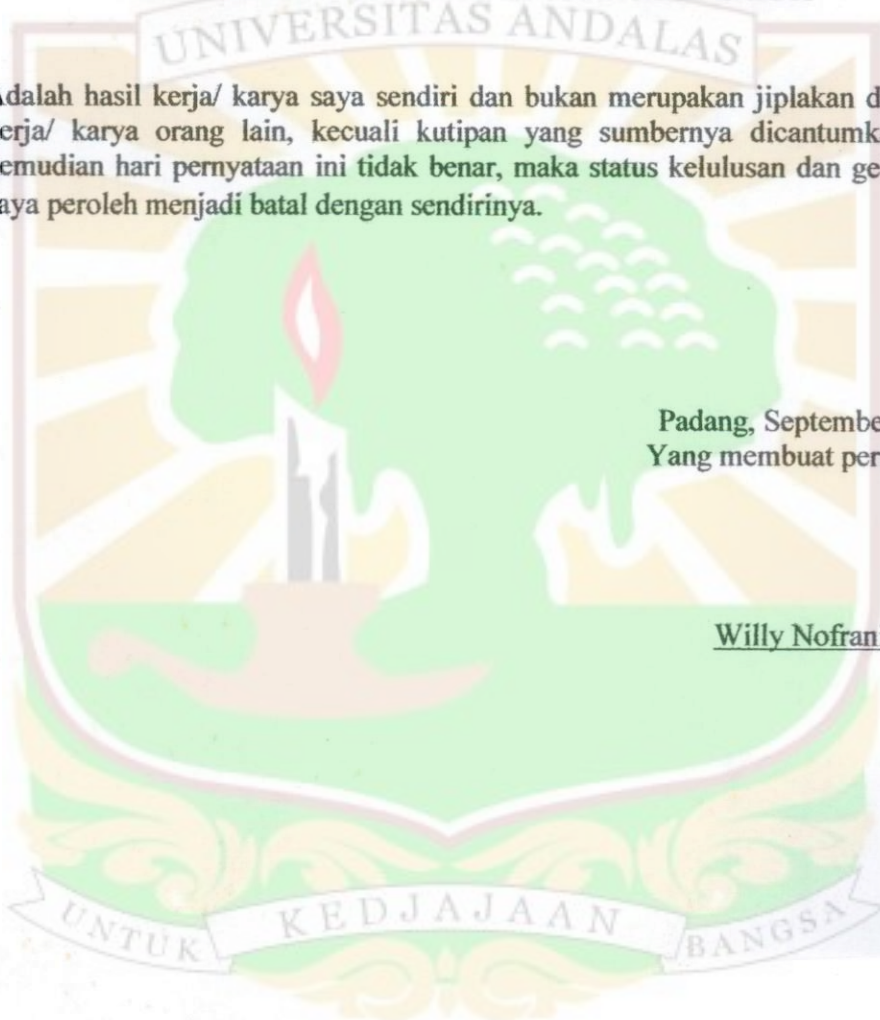 UNIVERSITAS ANDALAS
Adalah hasil kerja/ karya saya sendiri dan bukan merupakan jiplakan d
erja/ karya orang lain, kecuali kutipan yang sumbernya dicantumk
emudian hari pernyataan ini tidak benar, maka status kelulusan dan ge
aya peroleh menjadi batal dengan sendirinya.
Padang, Septembe
Yang membuat per
Willy Nofran
UNTUK KEDJAJAAN BANGSA